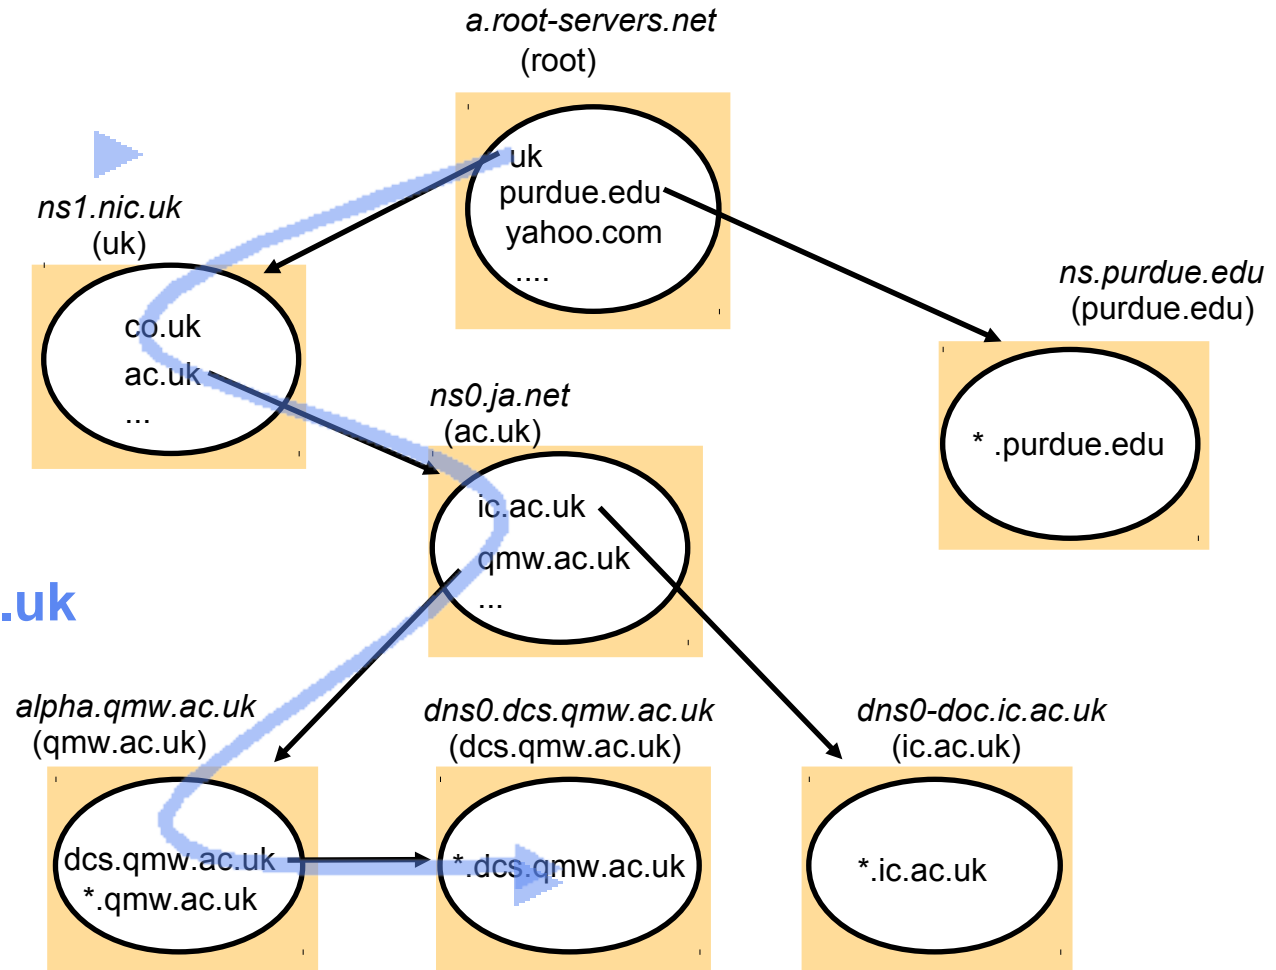 a.root-servers.net
(root)
uk
purdue.edu
yahoo.com
....
ns1.nic.uk
(uk)
co.uk
ac.uk
...
ns.purdue.edu
(purdue.edu)
* .purdue.edu
ns0.ja.net
(ac.uk)
ic.ac.uk
qmw.ac.uk
...
.uk
alpha.qmw.ac.uk
(qmw.ac.uk)
dcs.qmw.ac.uk
*.qmw.ac.uk
dns0.dcs.qmw.ac.uk
(dcs.qmw.ac.uk)
*.dcs.qmw.ac.uk
dns0-doc.ic.ac.uk
(ic.ac.uk)
*.ic.ac.uk